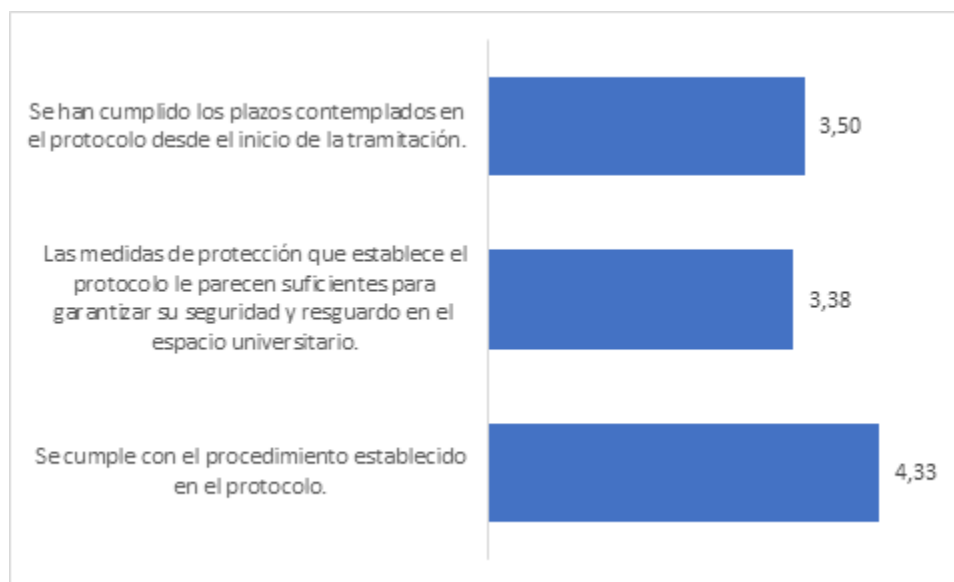 Se han cumplido los plazos contemplados en
el protocolo desde el inicio de la tramitación.
3,50
Las medidas de protección que establece el
protocolo le parecen suficientes para
garantizar su seguridad y resguardo en el
espacio universitario.
3,38
Se cumple con el procedimiento establecido
en el protocolo.
4,33